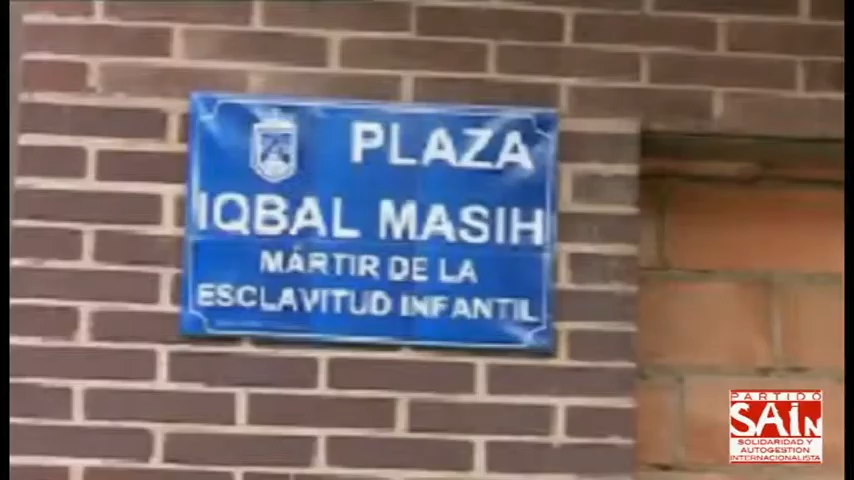 PLAZA
IQBAL MASIH
MÁRTIR DE LA
ESCLAVITUD INFANTIL
PARTIDO
SAIN
SOLIDARIDAD Y
AUTOGESTIÓN
INTERNACIONALISTA